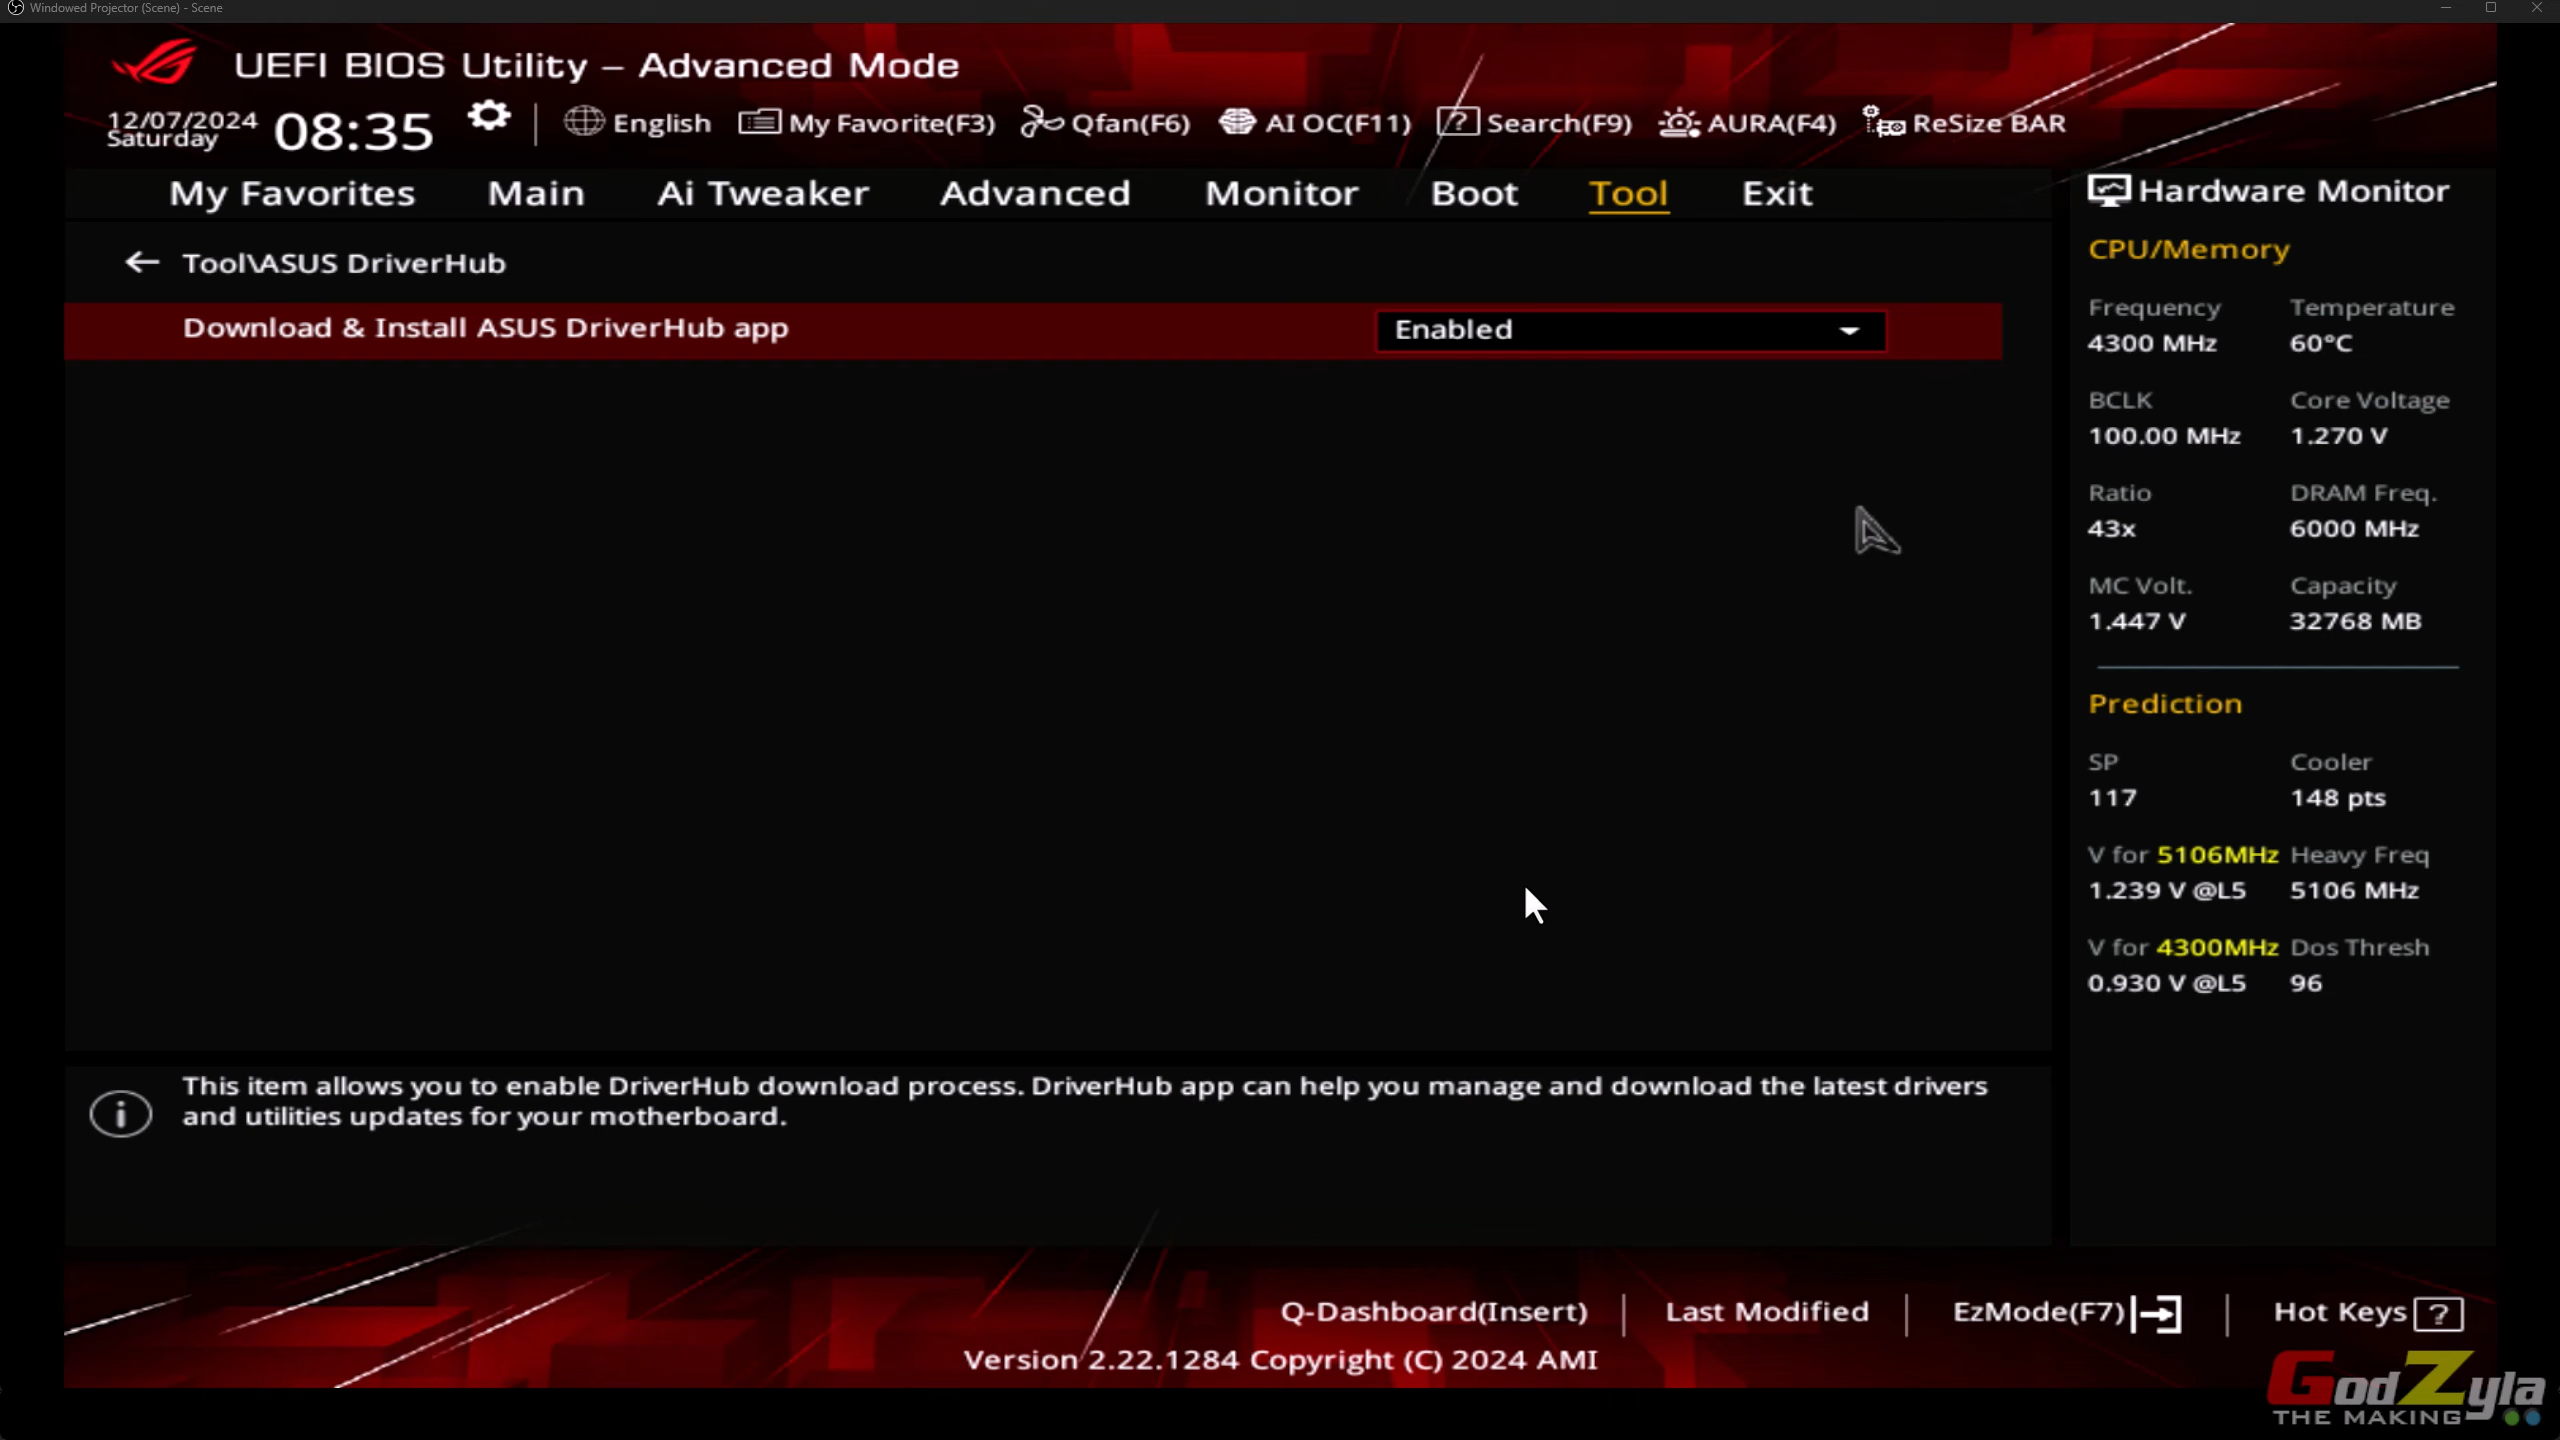 Windowed Projector (Scene) - Scene
UEFI BIOS Utility – Advanced Mode
12/07/2024
Saturday
08:35
English
My Favorite(F3)
Qfan(F6)
AI OC(F11)
Search(F9)
AURA(F4)
ReSize BAR
My Favorites
Main
Ai Tweaker
Advanced
Monitor
Boot
Tool
Exit
Tool\ASUS DriverHub
Download & Install ASUS DriverHub app
Enabled
This item allows you to enable DriverHub download process. DriverHub app can help you manage and download the latest drivers
and utilities updates for your motherboard.
Hardware Monitor
CPU/Memory
Frequency Temperature
4300 MHz 60°C
BCLK Core Voltage
100.00 MHz 1.270 V
Ratio DRAM Freq.
43x 6000 MHz
MC Volt. Capacity
1.447 V 32768 MB
Prediction
SP Cooler
117 148 pts
V for 5106MHz Heavy Freq
1.239 V @L5 5106 MHz
V for 4300MHz Dos Thresh
0.930 V @L5 96
Q-Dashboard(Insert)
Last Modified
EzMode(F7)
Hot Keys ?
Version 2.22.1284 Copyright (C) 2024 AMI
GodZyla
THE MAKING